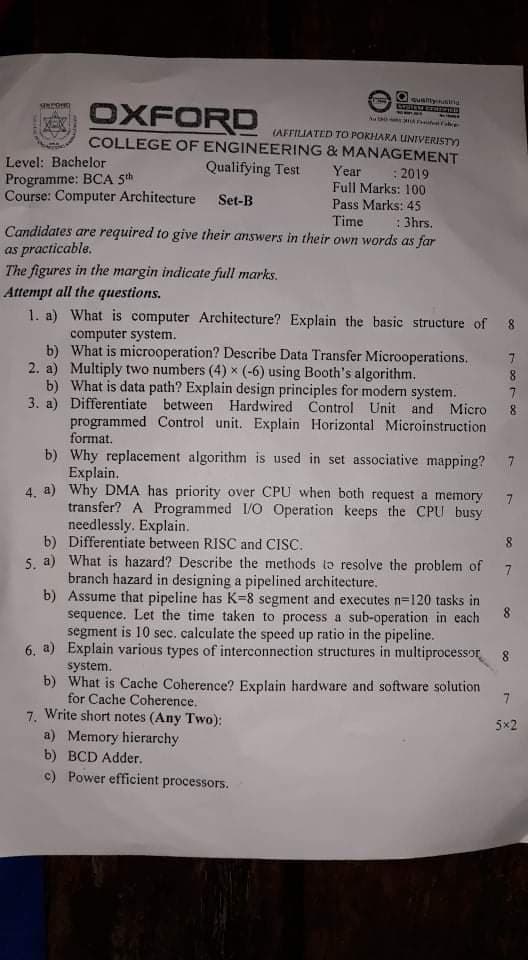 OXFORD
OXFORD
(AFFILIATED TO POKHARA UNIVERISTY)
COLLEGE OF ENGINEERING & MANAGEMENT
Level: Bachelor Qualifying Test Year : 2019
Programme: BCA 5th Full Marks: 100
Course: Computer Architecture Set-B Pass Marks: 45
Time : 3hrs.
Candidates are required to give their answers in their own words as far
as practicable.
The figures in the margin indicate full marks.
Attempt all the questions.
1. a) What is computer Architecture? Explain the basic structure of 8
computer system.
b) What is microoperation? Describe Data Transfer Microoperations. 7
2. a) Multiply two numbers (4) × (-6) using Booth's algorithm. 8
b) What is data path? Explain design principles for modern system. 7
3. a) Differentiate between Hardwired Control Unit and Micro 8
programmed Control unit. Explain Horizontal Microinstruction
format.
b) Why replacement algorithm is used in set associative mapping? 7
Explain.
4. a) Why DMA has priority over CPU when both request a memory 7
transfer? A Programmed I/O Operation keeps the CPU busy
needlessly. Explain.
b) Differentiate between RISC and CISC. 8
5. a) What is hazard? Describe the methods to resolve the problem of 7
branch hazard in designing a pipelined architecture.
b) Assume that pipeline has K=8 segment and executes n=120 tasks in
sequence. Let the time taken to process a sub-operation in each 8
segment is 10 sec. calculate the speed up ratio in the pipeline.
6. a) Explain various types of interconnection structures in multiprocessor 8
system.
b) What is Cache Coherence? Explain hardware and software solution
for Cache Coherence. 7
7. Write short notes (Any Two): 5×2
a) Memory hierarchy
b) BCD Adder.
c) Power efficient processors.